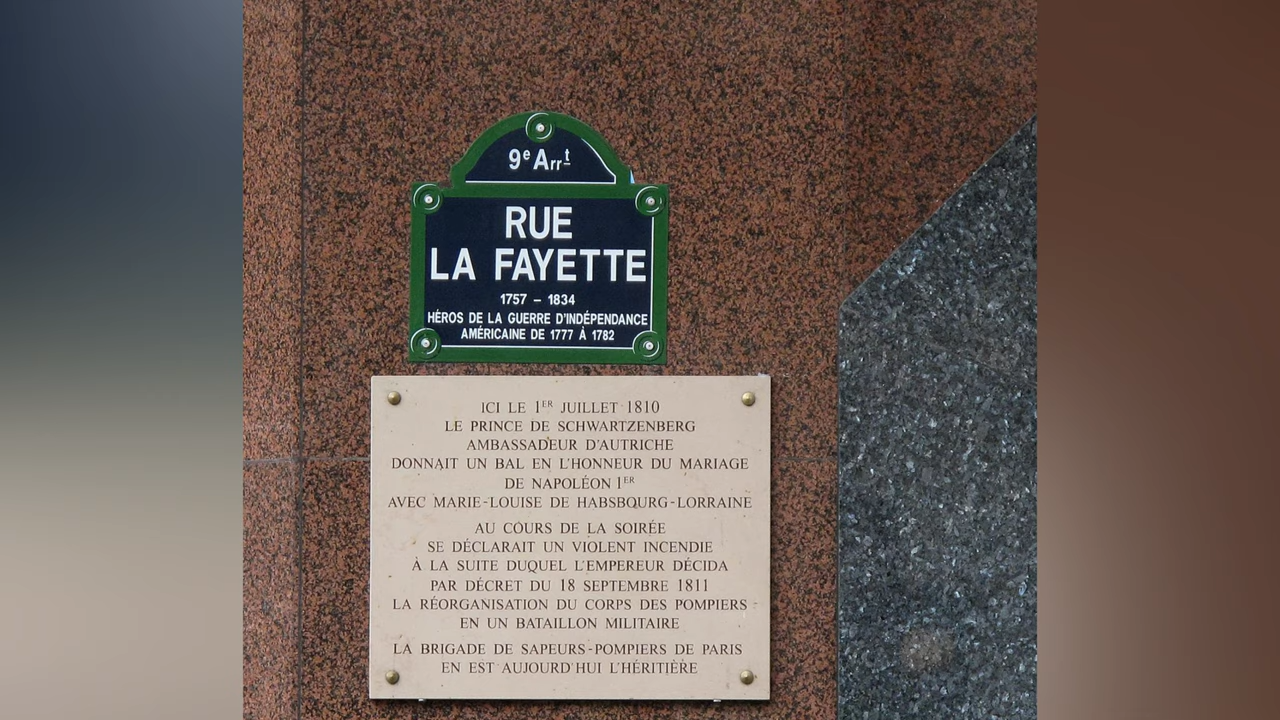 9e Arrt
RUE
LA FAYETTE
1757 – 1834
HÉROS DE LA GUERRE D'INDÉPENDANCE
AMÉRICAINE DE 1777 À 1782
ICI LE 1ER JUILLET 1810
LE PRINCE DE SCHWARTZENBERG
AMBASSADEUR D'AUTRICHE
DONNAIT UN BAL EN L'HONNEUR DU MARIAGE
DE NAPOLÉON 1ER
AVEC MARIE-LOUISE DE HABSBOURG-LORRAINE
AU COURS DE LA SOIRÉE
SE DÉCLARAIT UN VIOLENT INCENDIE
À LA SUITE DUQUEL L'EMPEREUR DÉCIDA
PAR DÉCRET DU 18 SEPTEMBRE 1811
LA RÉORGANISATION DU CORPS DES POMPIERS
EN UN BATAILLON MILITAIRE
LA BRIGADE DE SAPEURS-POMPIERS DE PARIS
EN EST AUJOURD'HUI L'HÉRITIÈRE